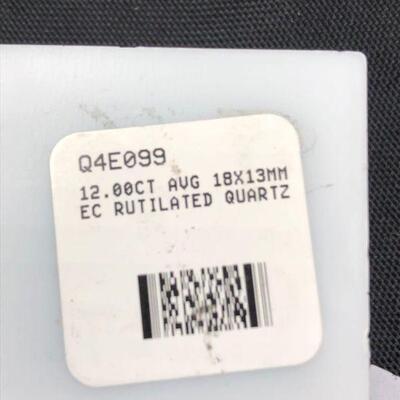 Q4E099
12.00CT AVG 18X13MM
EC RUTILATED QUARTZ